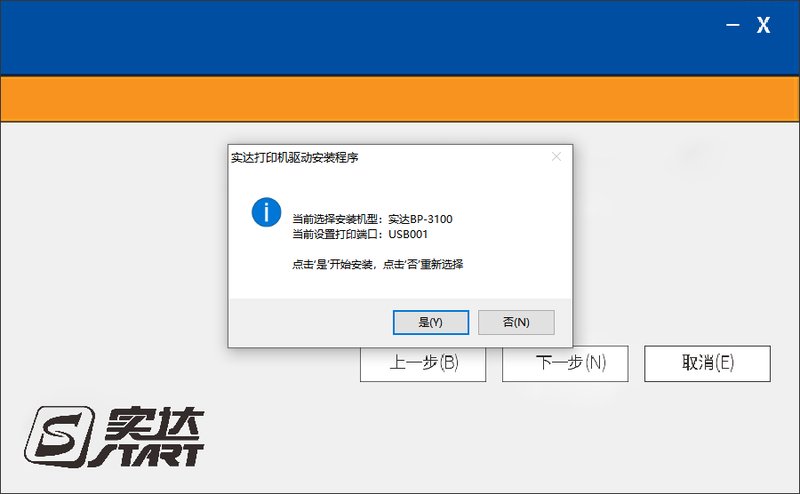 X
实达打印机驱动安装程序
当前选择安装机型：实达BP-3100
当前设置打印端口：USB001
点击‘是’开始安装，点击‘否’重新选择
是(Y)
否(N)
上一步(B)
下一步(N)
取消(E)
实达
START